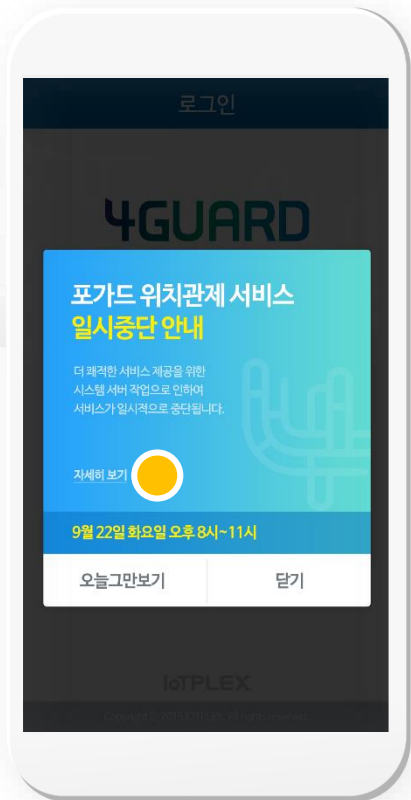 로그인
4GUARD
포가드 위치관제 서비스
일시중단 안내
더 쾌적한 서비스 제공을 위한
시스템 서버 작업으로 인하여
서비스가 일시적으로 중단됩니다.
자세히 보기
9월 22일 화요일 오후 8시~11시
오늘그만보기
닫기
IoTPLEX